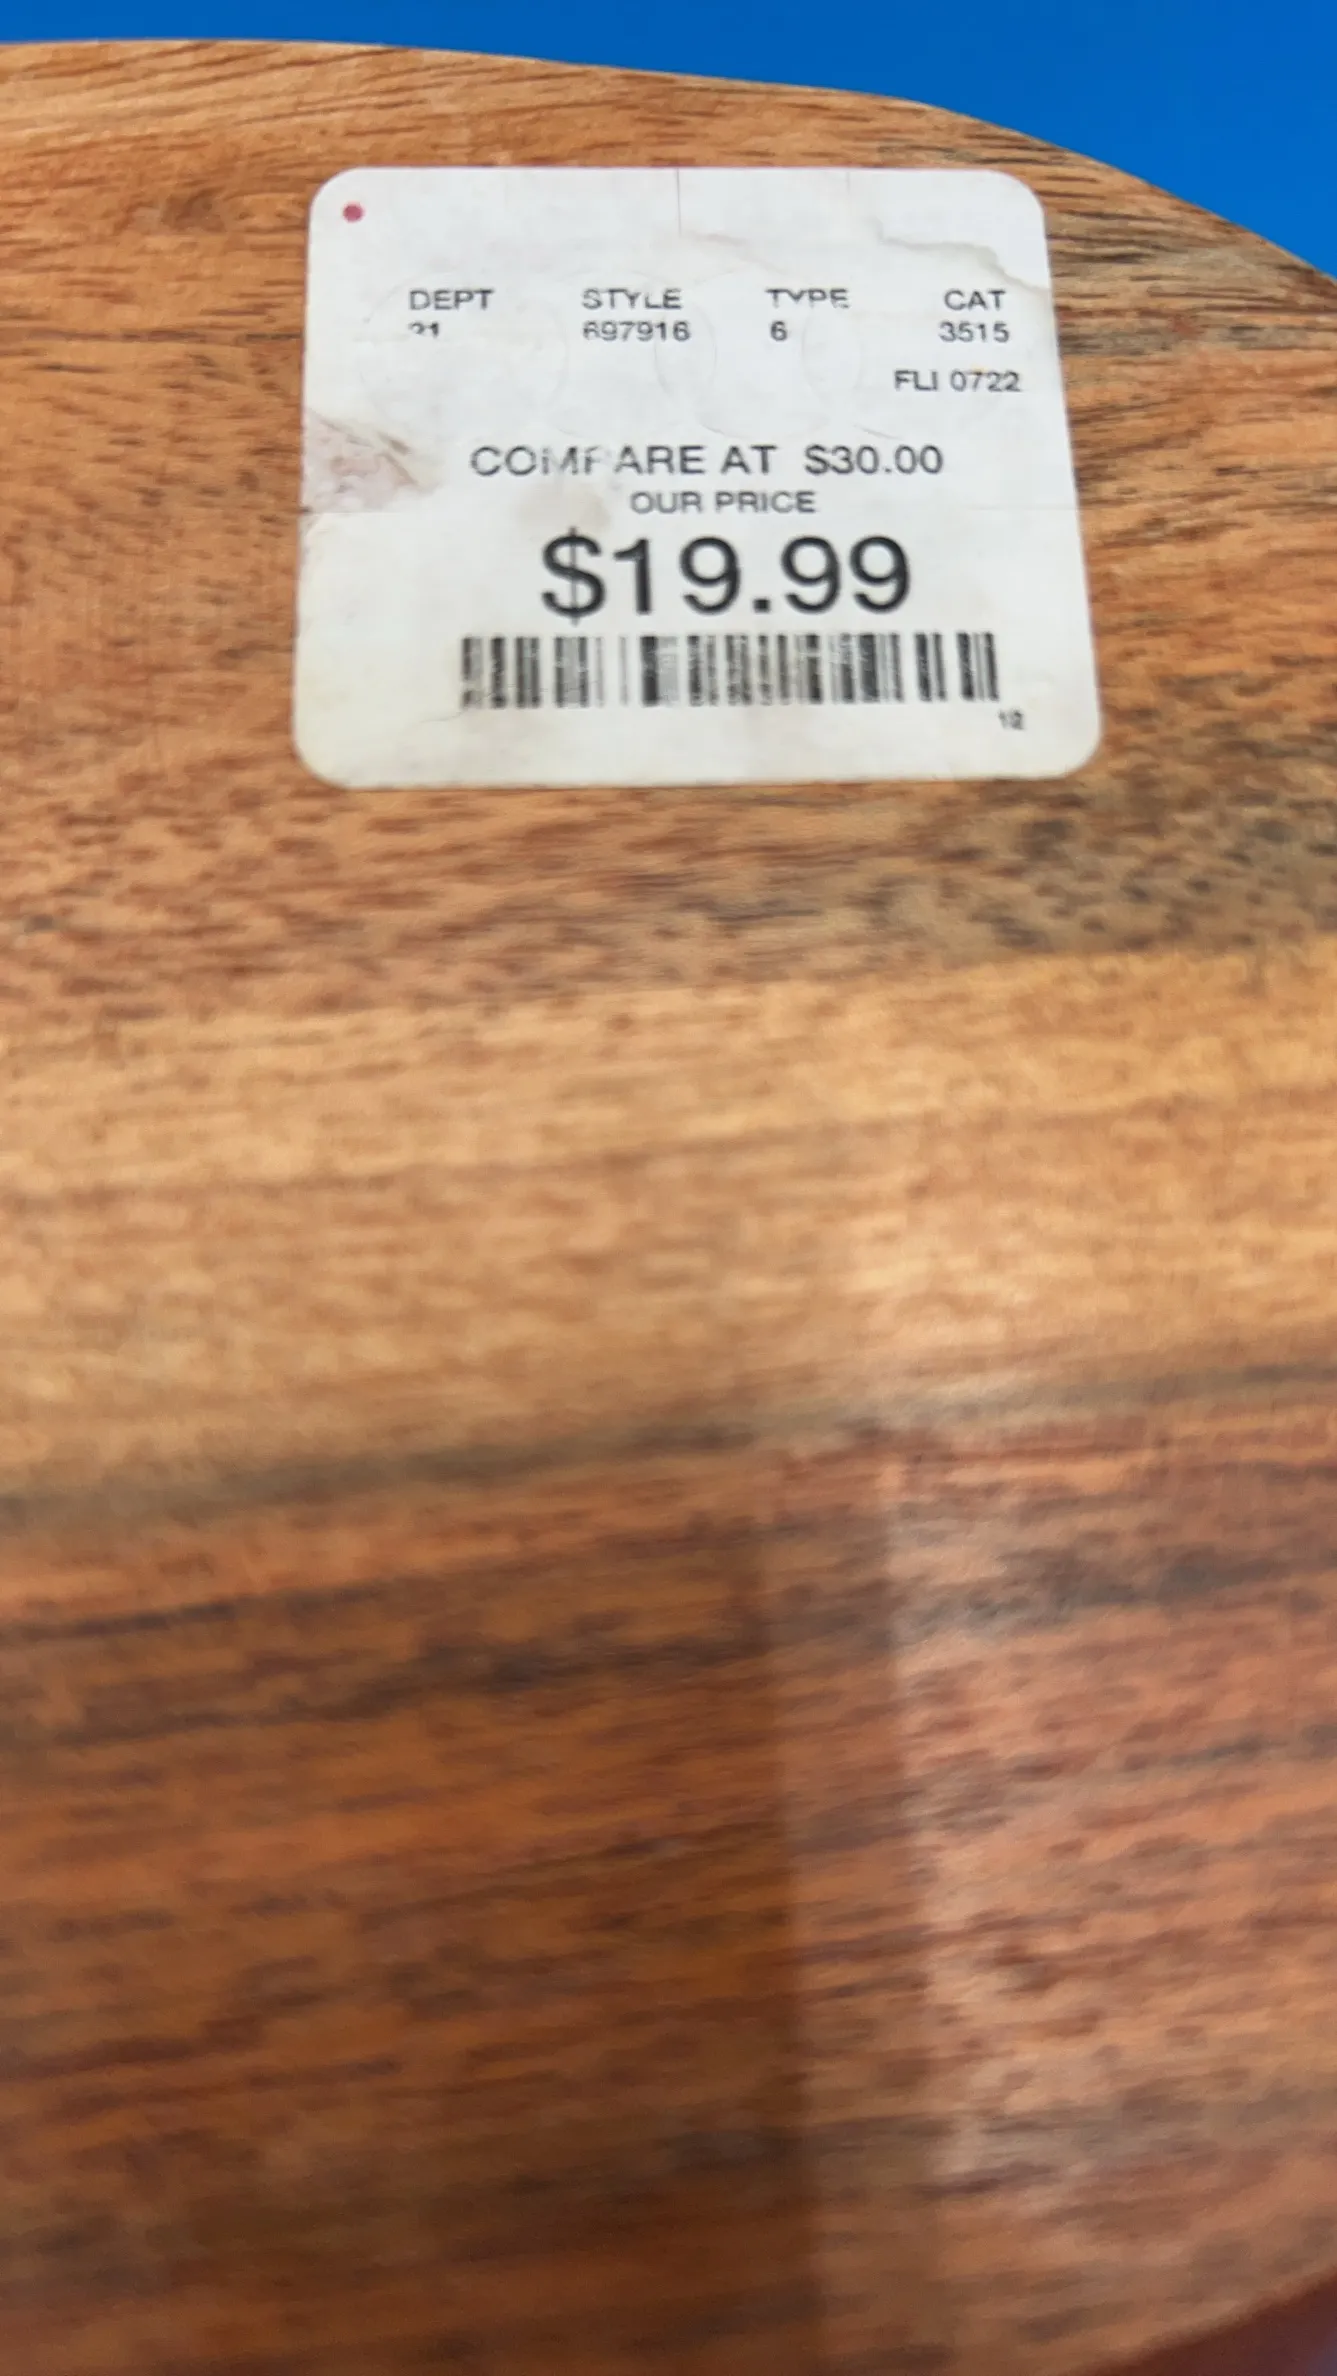 DEPT STYLE TYPE CAT
697916 6 3515
FLI 0722
COMPARE AT $30.00
OUR PRICE
$19.99